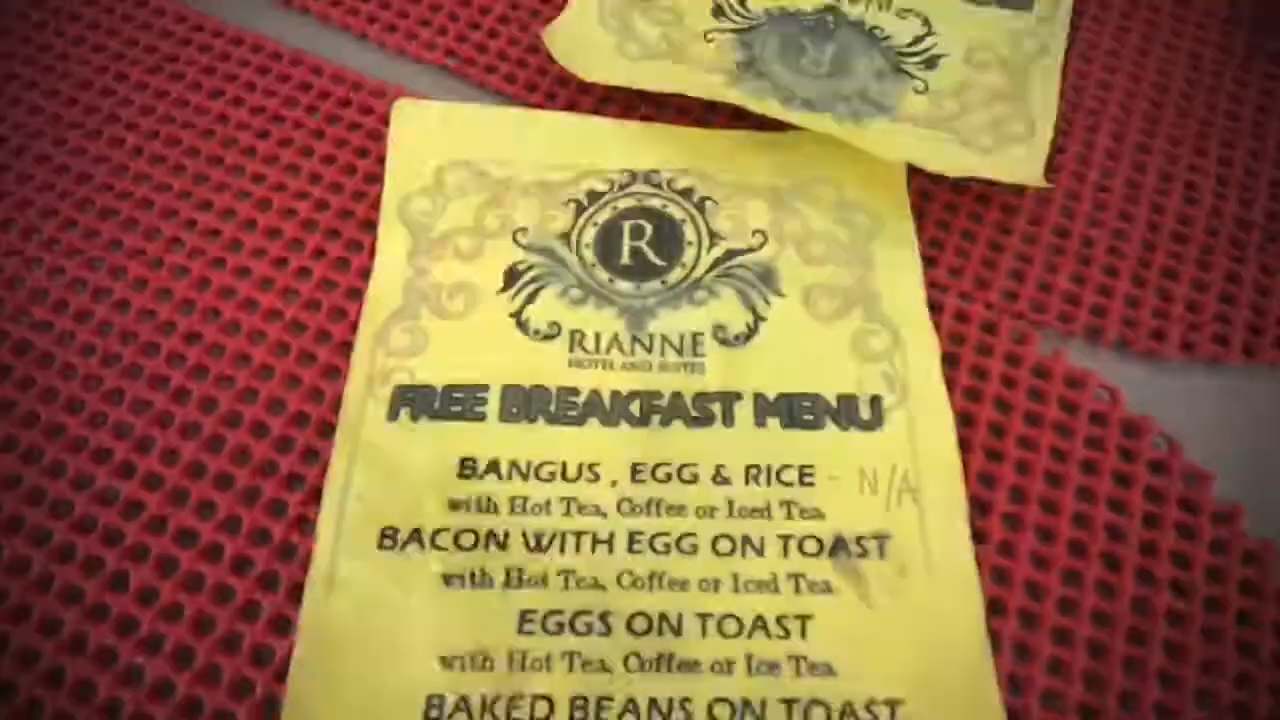 R
R
RIANNE
HOTEL AND SUITES
FREE BREAKFAST MENU
BANGUS, EGG & RICE - N/A
with Hot Tea, Coffee or Iced Tea
BACON WITH EGG ON TOAST
with Hot Tea, Coffee or Iced Tea
EGGS ON TOAST
with Hot Tea, Coffee or Ice Tea
BAKED BEANS ON TOAST